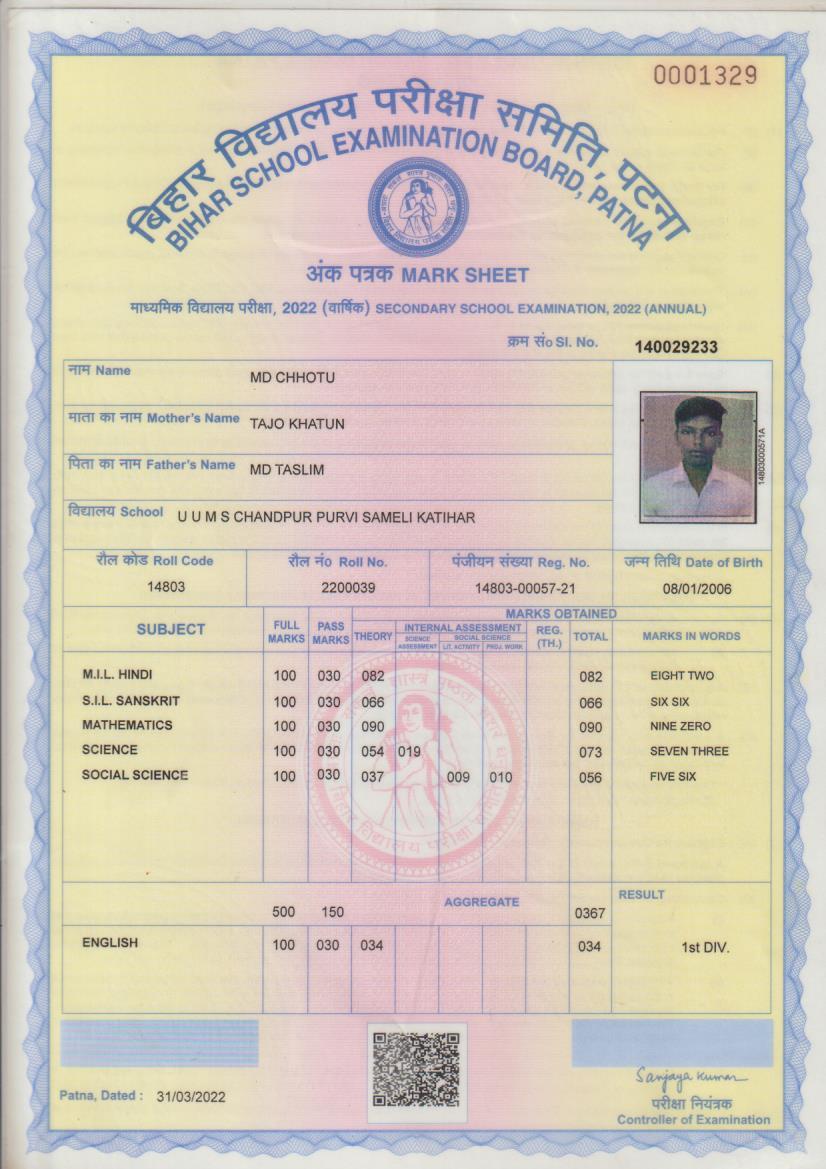 0001329
बिहार विद्यालय परीक्षा समिति, पटना
BIHAR SCHOOL EXAMINATION BOARD, PATNA
अंक पत्रक MARK SHEET
माध्यमिक विद्यालय परीक्षा, 2022 (वार्षिक) SECONDARY SCHOOL EXAMINATION, 2022 (ANNUAL)
क्रम सं० Sl. No. 140029233
नाम Name MD CHHOTU
माता का नाम Mother's Name TAJO KHATUN
पिता का नाम Father's Name MD TASLIM
14803000571A
विद्यालय School U U M S CHANDPUR PURVI SAMELI KATIHAR
रौल कोड Roll Code रौल नं० Roll No. पंजीयन संख्या Reg. No. जन्म तिथि Date of Birth
14803 2200039 14803-00057-21 08/01/2006
MARKS OBTAINED
SUBJECT FULL MARKS PASS MARKS THEORY INTERNAL ASSESSMENT REG. (TH.) TOTAL MARKS IN WORDS
SCIENCE ASSESSMENT SOCIAL SCIENCE LIT. ACTIVITY PROJ. WORK
M.I.L. HINDI 100 030 082 082 EIGHT TWO
S.I.L. SANSKRIT 100 030 066 066 SIX SIX
MATHEMATICS 100 030 090 090 NINE ZERO
SCIENCE 100 030 054 019 073 SEVEN THREE
SOCIAL SCIENCE 100 030 037 009 010 056 FIVE SIX
बिहार विद्यालय परीक्षा समिति
500 150 AGGREGATE 0367 RESULT
ENGLISH 100 030 034 034 1st DIV.
Sanjaya Kumar
Patna, Dated : 31/03/2022
परीक्षा नियंत्रक
Controller of Examination